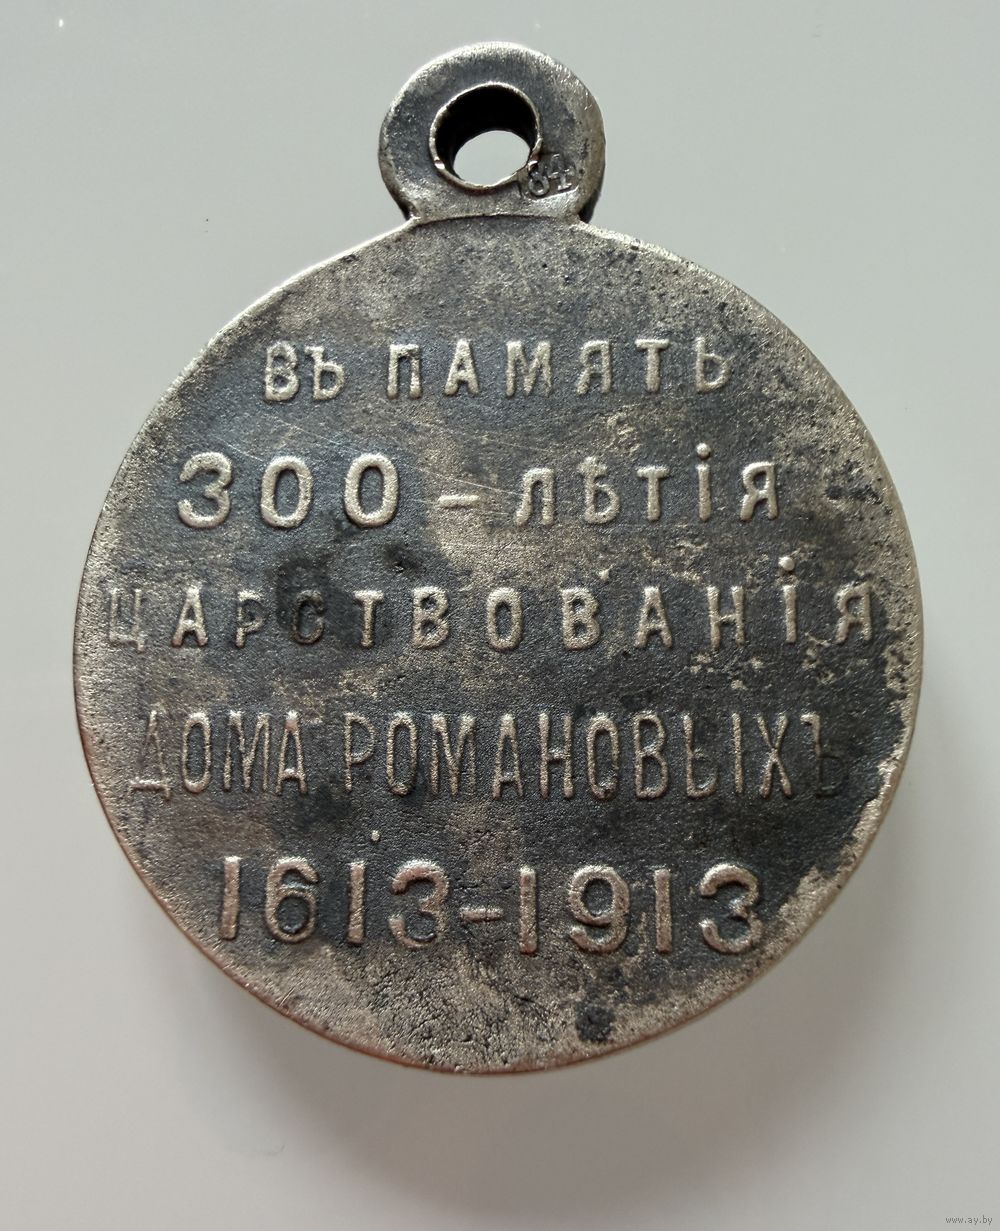 84
ВЪ ПАМЯТЬ
300-ЛѢТІЯ
ЦАРСТВОВАНІЯ
ДОМА РОМАНОВЫХЪ
1613-1913
www.ay.by